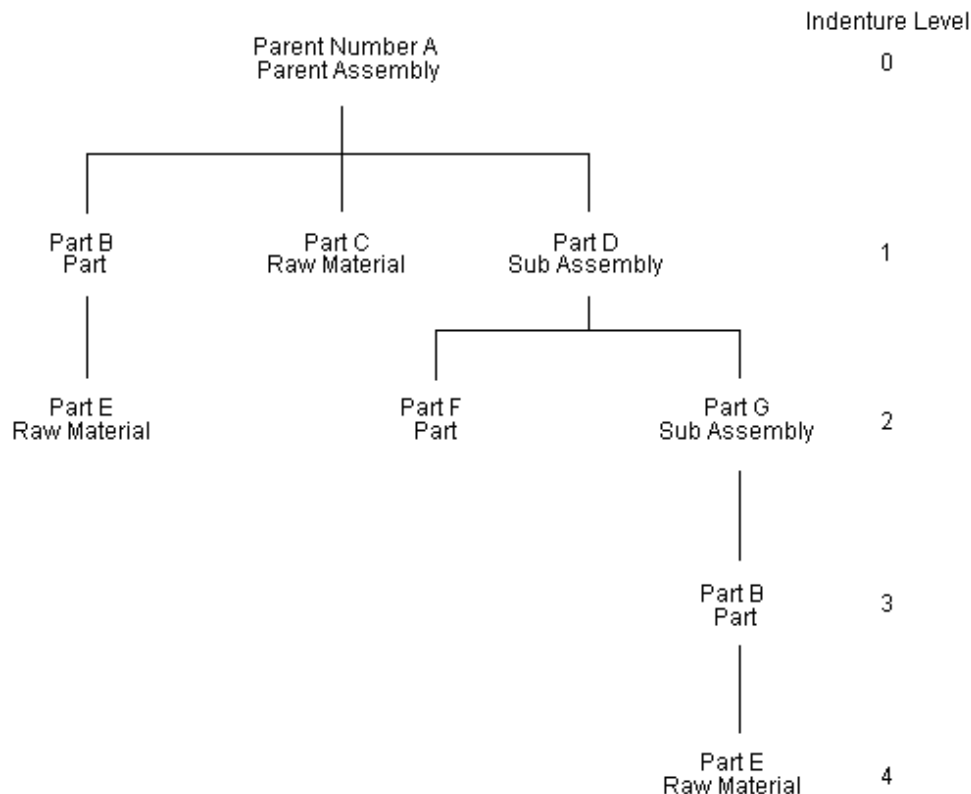 Indenture Level
Parent Number A
Parent Assembly
0
Part B
Part
Part C
Raw Material
Part D
Sub Assembly
1
Part E
Raw Material
Part F
Part
Part G
Sub Assembly
2
Part B
Part
3
Part E
Raw Material
4